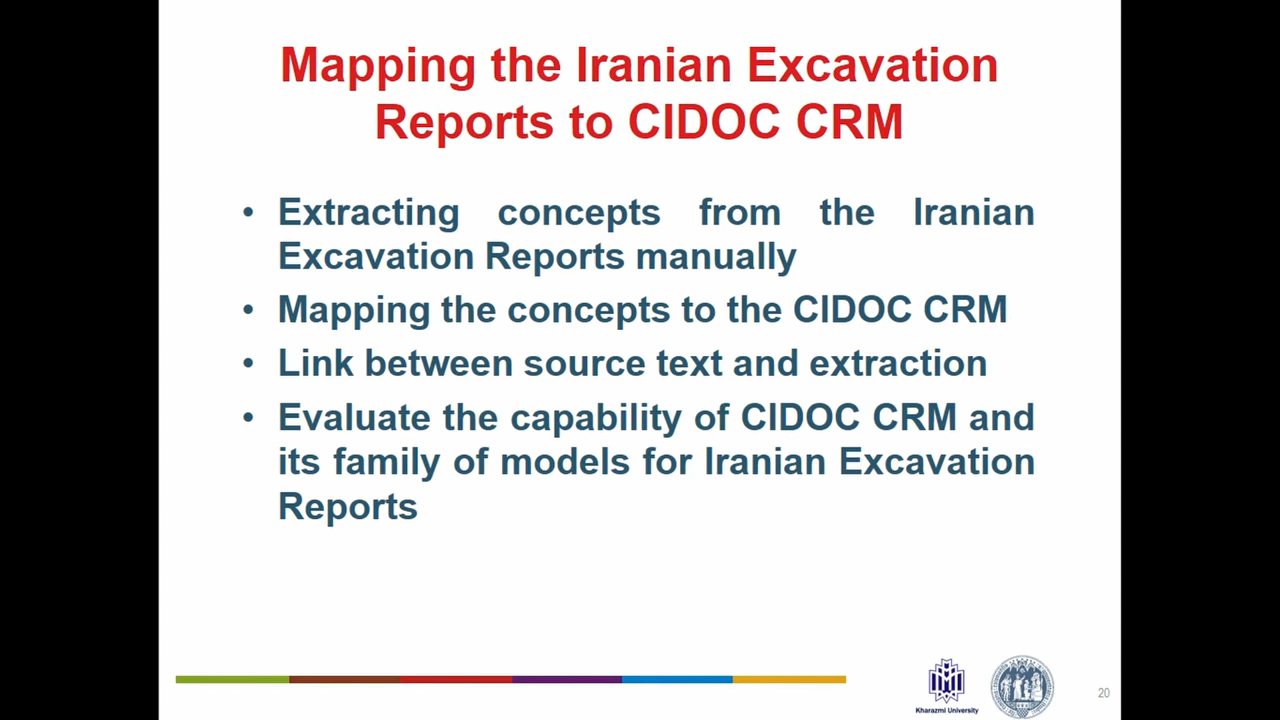 Mapping the Iranian Excavation
Reports to CIDOC CRM
• Extracting concepts from the Iranian
Excavation Reports manually
• Mapping the concepts to the CIDOC CRM
• Link between source text and extraction
• Evaluate the capability of CIDOC CRM and
its family of models for Iranian Excavation
Reports
Kharazmi University
20